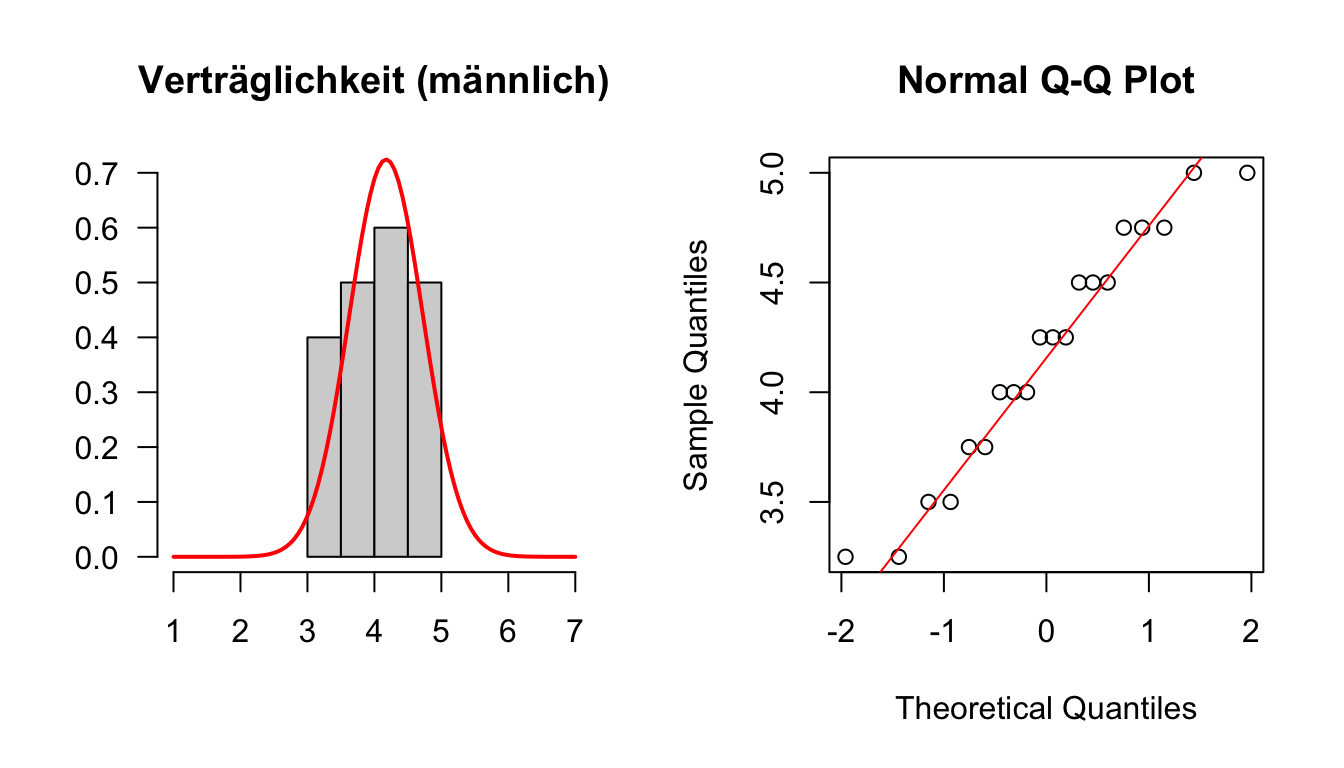 Verträglichkeit (männlich)
0.7
0.6
0.5
0.4
0.3
0.2
0.1
0.0
1 2 3 4 5 6 7
Normal Q-Q Plot
Sample Quantiles
5.0
4.5
4.0
3.5
-2 -1 0 1 2
Theoretical Quantiles